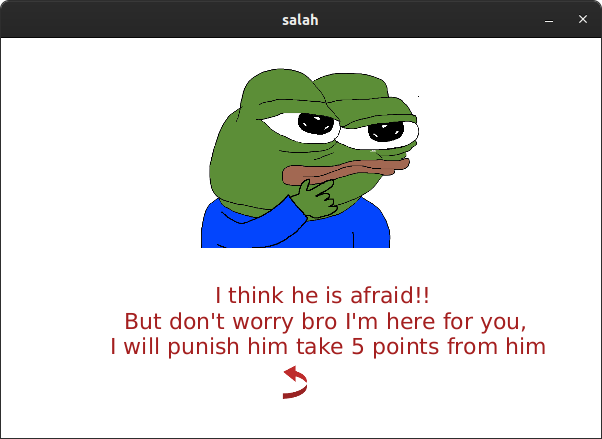 salah
I think he is afraid!!
But don't worry bro I'm here for you,
I will punish him take 5 points from him